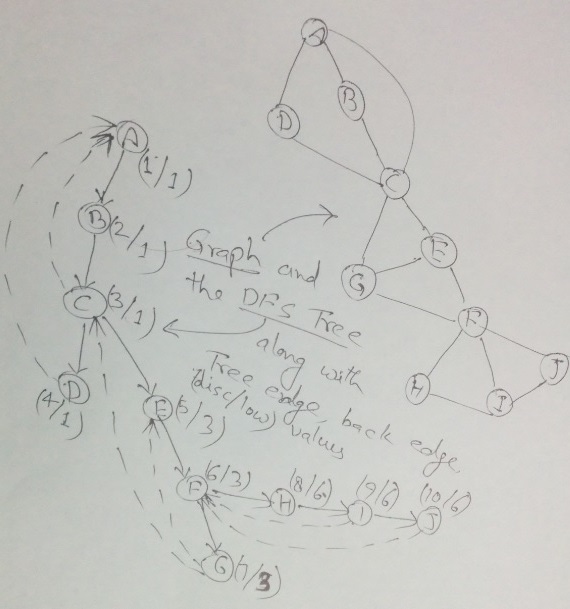 A
B
D
C
E
G
F
H
I
J
A
(1/1)
B (2/1)
C (3/1)
D
(4/1)
E (5/3)
F (6/3)
H (8/6)
I (9/6)
J (10/6)
G (7/3)
Graph and
the DFS Tree
along with
Tree edge, back edge,
(disc/low) values